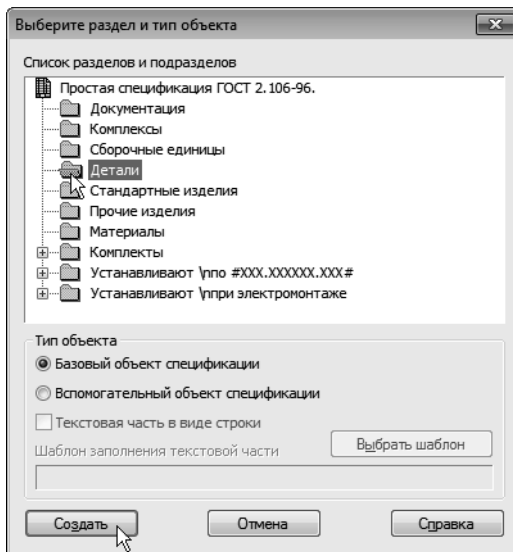 Выберите раздел и тип объекта
Список разделов и подразделов
Простая спецификация ГОСТ 2.106-96.
Документация
Комплексы
Сборочные единицы
Детали
Стандартные изделия
Прочие изделия
Материалы
Комплекты
Устанавливают \nпо #XXX.XXXXXX.XXX#
Устанавливают \nпри электромонтаже
Тип объекта
Базовый объект спецификации
Вспомогательный объект спецификации
Текстовая часть в виде строки
Шаблон заполнения текстовой части
Выбрать шаблон
Создать Отмена Справка